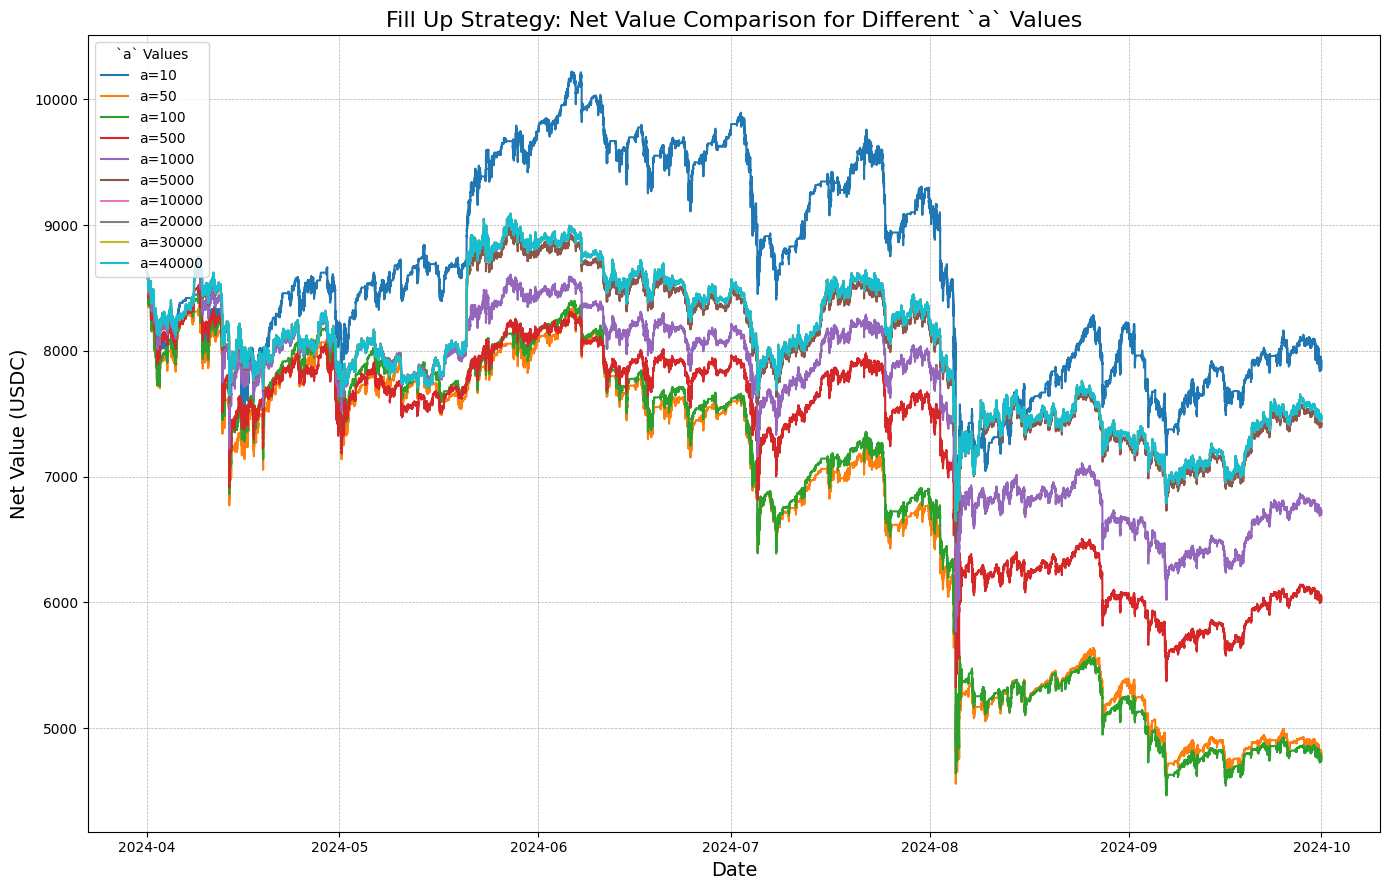 Fill Up Strategy: Net Value Comparison for Different `a` Values
`a` Values
a=10
a=50
a=100
a=500
a=1000
a=5000
a=10000
a=20000
a=30000
a=40000
Net Value (USDC)
10000
9000
8000
7000
6000
5000
2024-04
2024-05
2024-06
2024-07
2024-08
2024-09
2024-10
Date